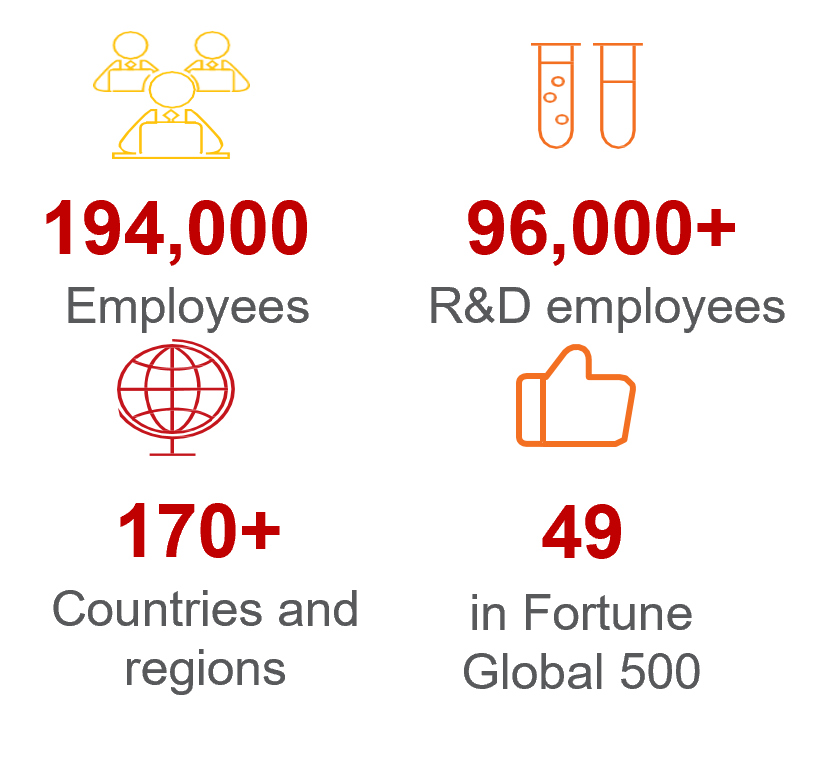 194,000
Employees
96,000+
R&D employees
170+
Countries and
regions
49
in Fortune
Global 500